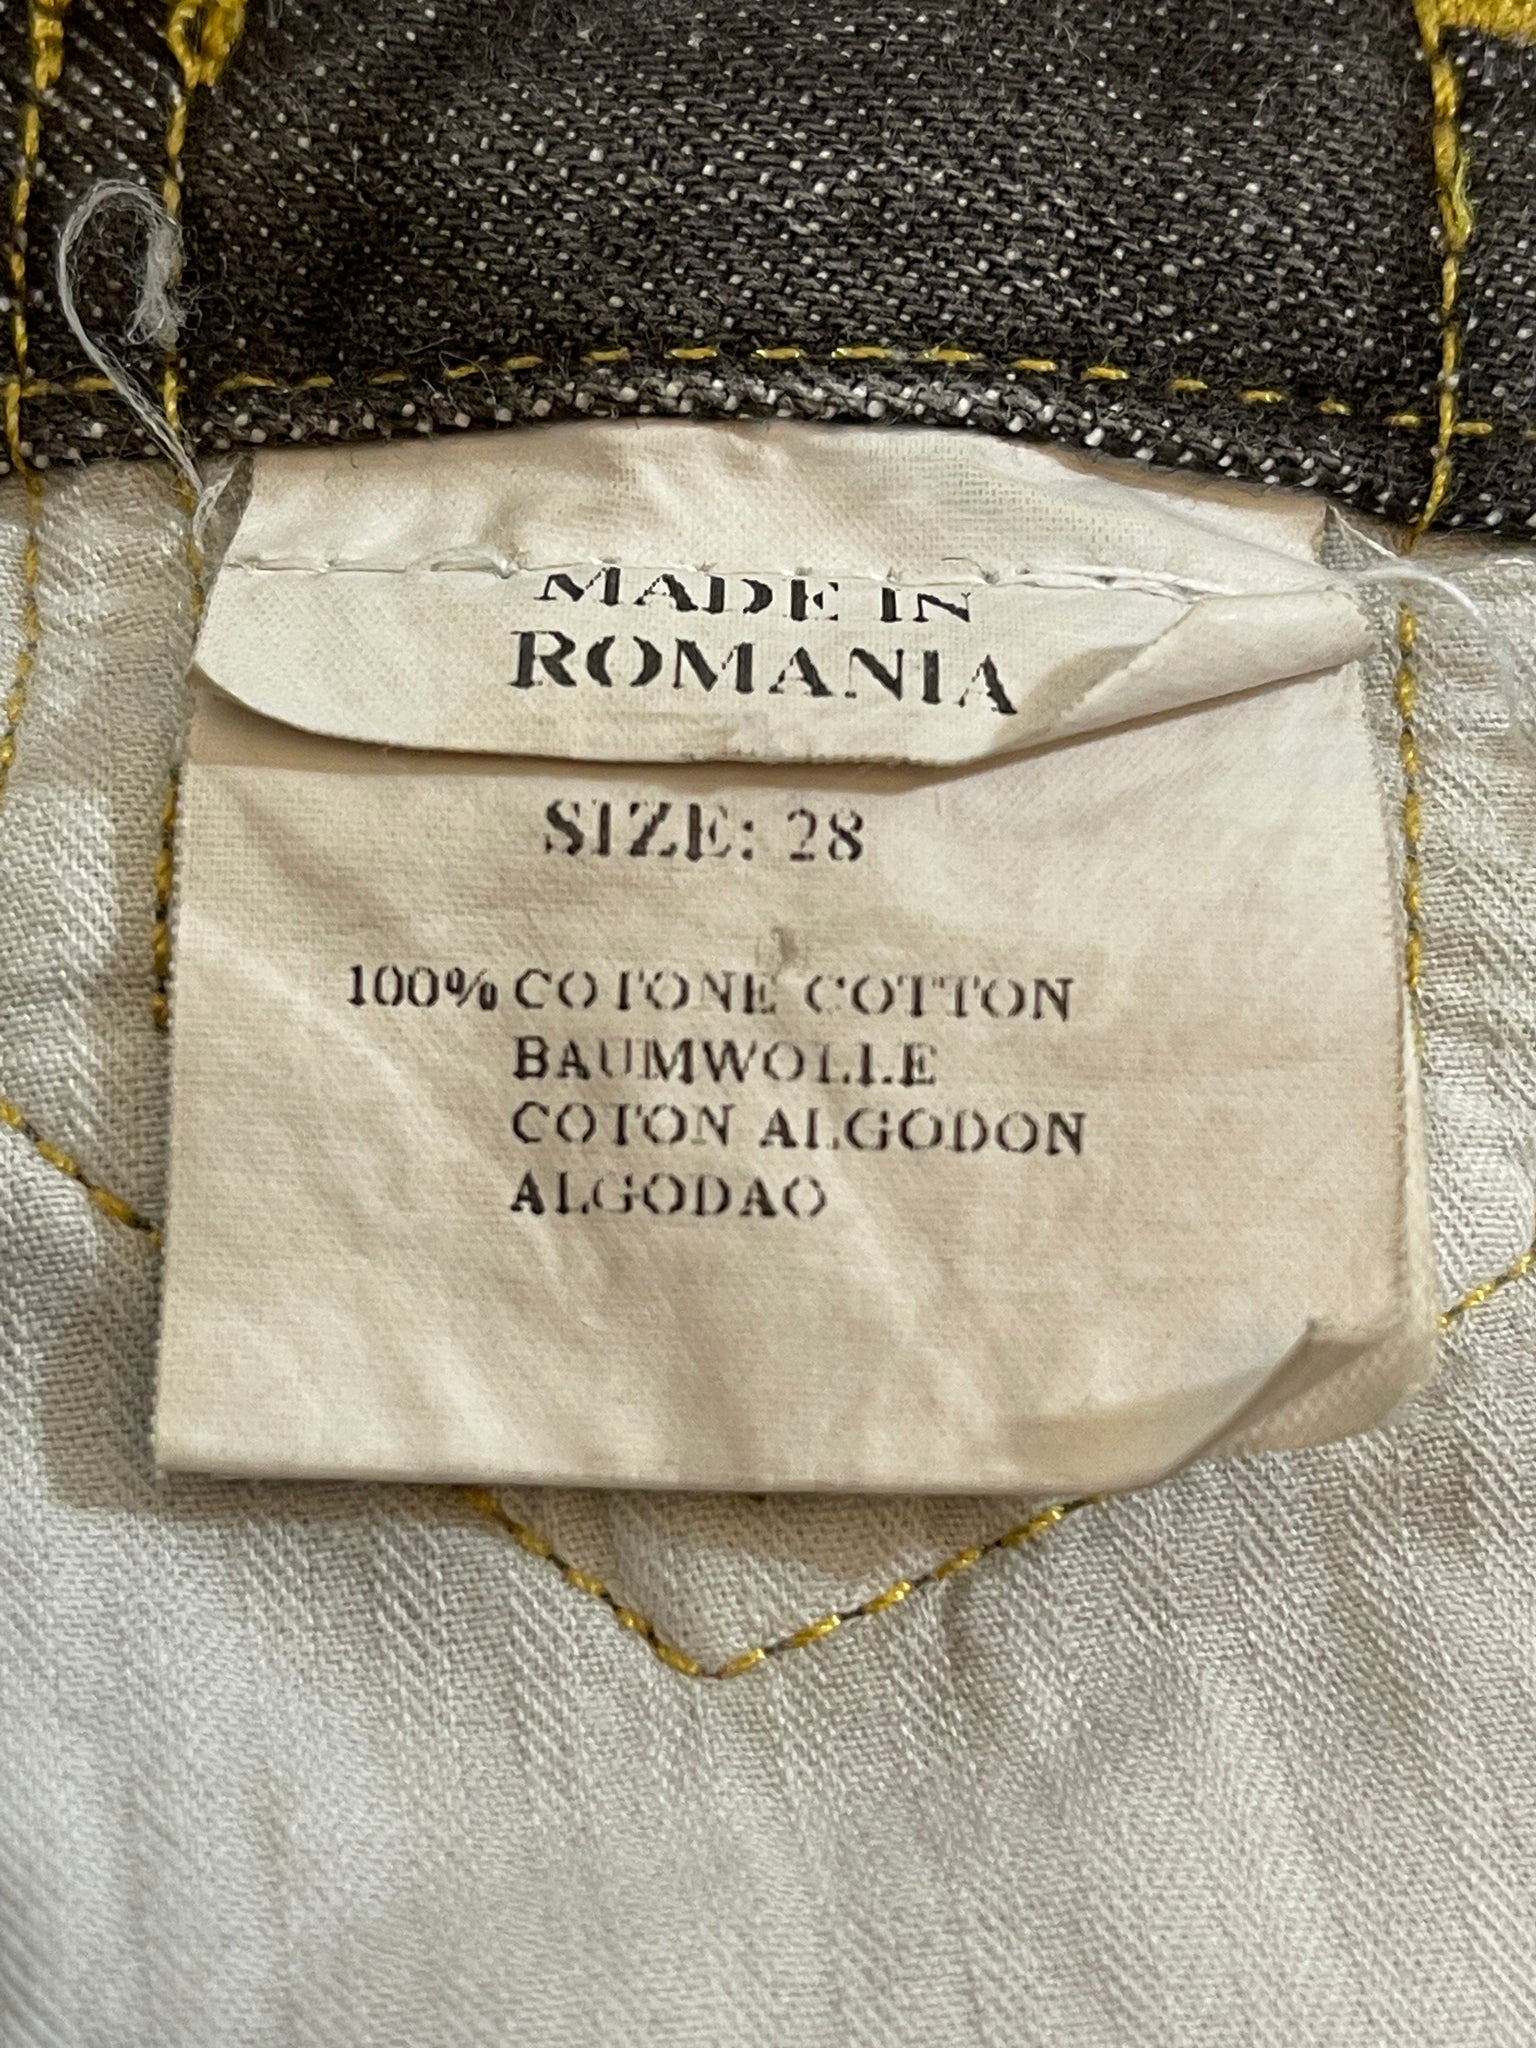 MADE IN
ROMANIA
SIZE: 28
100% COTONE COTTON
BAUMWOLLE
COTON ALGODON
ALGODAO